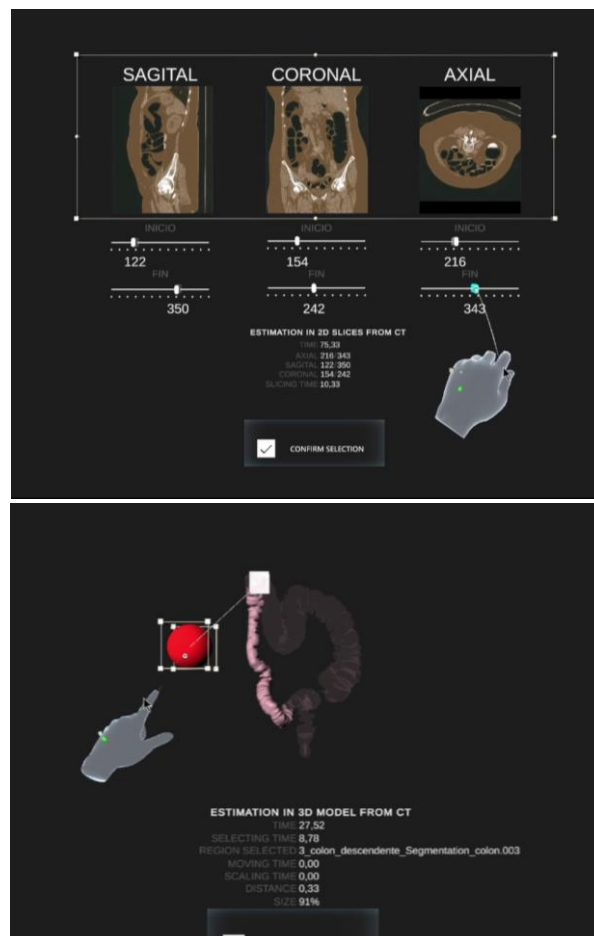 SAGITAL CORONAL AXIAL
INICIO INICIO INICIO
122 154 216
FIN FIN FIN
350 242 343
ESTIMATION IN 2D SLICES FROM CT
TIME 75,33
AXIAL 216/343
SAGITAL 122/350
CORONAL 154/242
SLICING TIME 10,33
CONFIRM SELECTION
ESTIMATION IN 3D MODEL FROM CT
TIME 27,52
SELECTING TIME 8,78
REGION SELECTED 3_colon_descendente_Segmentation_colon.003
MOVING TIME 0,00
SCALING TIME 0,00
DISTANCE 0,33
SIZE 91%